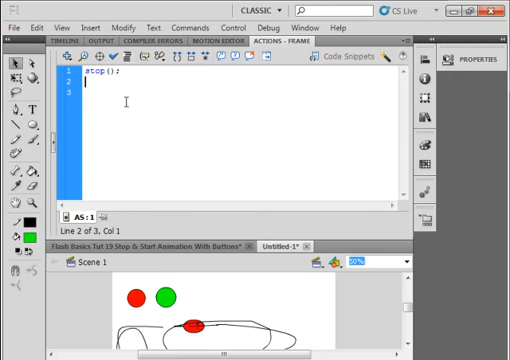 CLASSIC
CS Live
File Edit View Insert Modify Text Commands Control Debug Window Help
TIMELINE OUTPUT COMPILER ERRORS MOTION EDITOR ACTIONS - FRAME
Code Snippets
PROPERTIES
1 stop();
2
3
AS:1
Line 2 of 3, Col 1
Flash Basics Tut 19 Stop & Start Animation With Buttons* Untitled-1*
Scene 1
50%